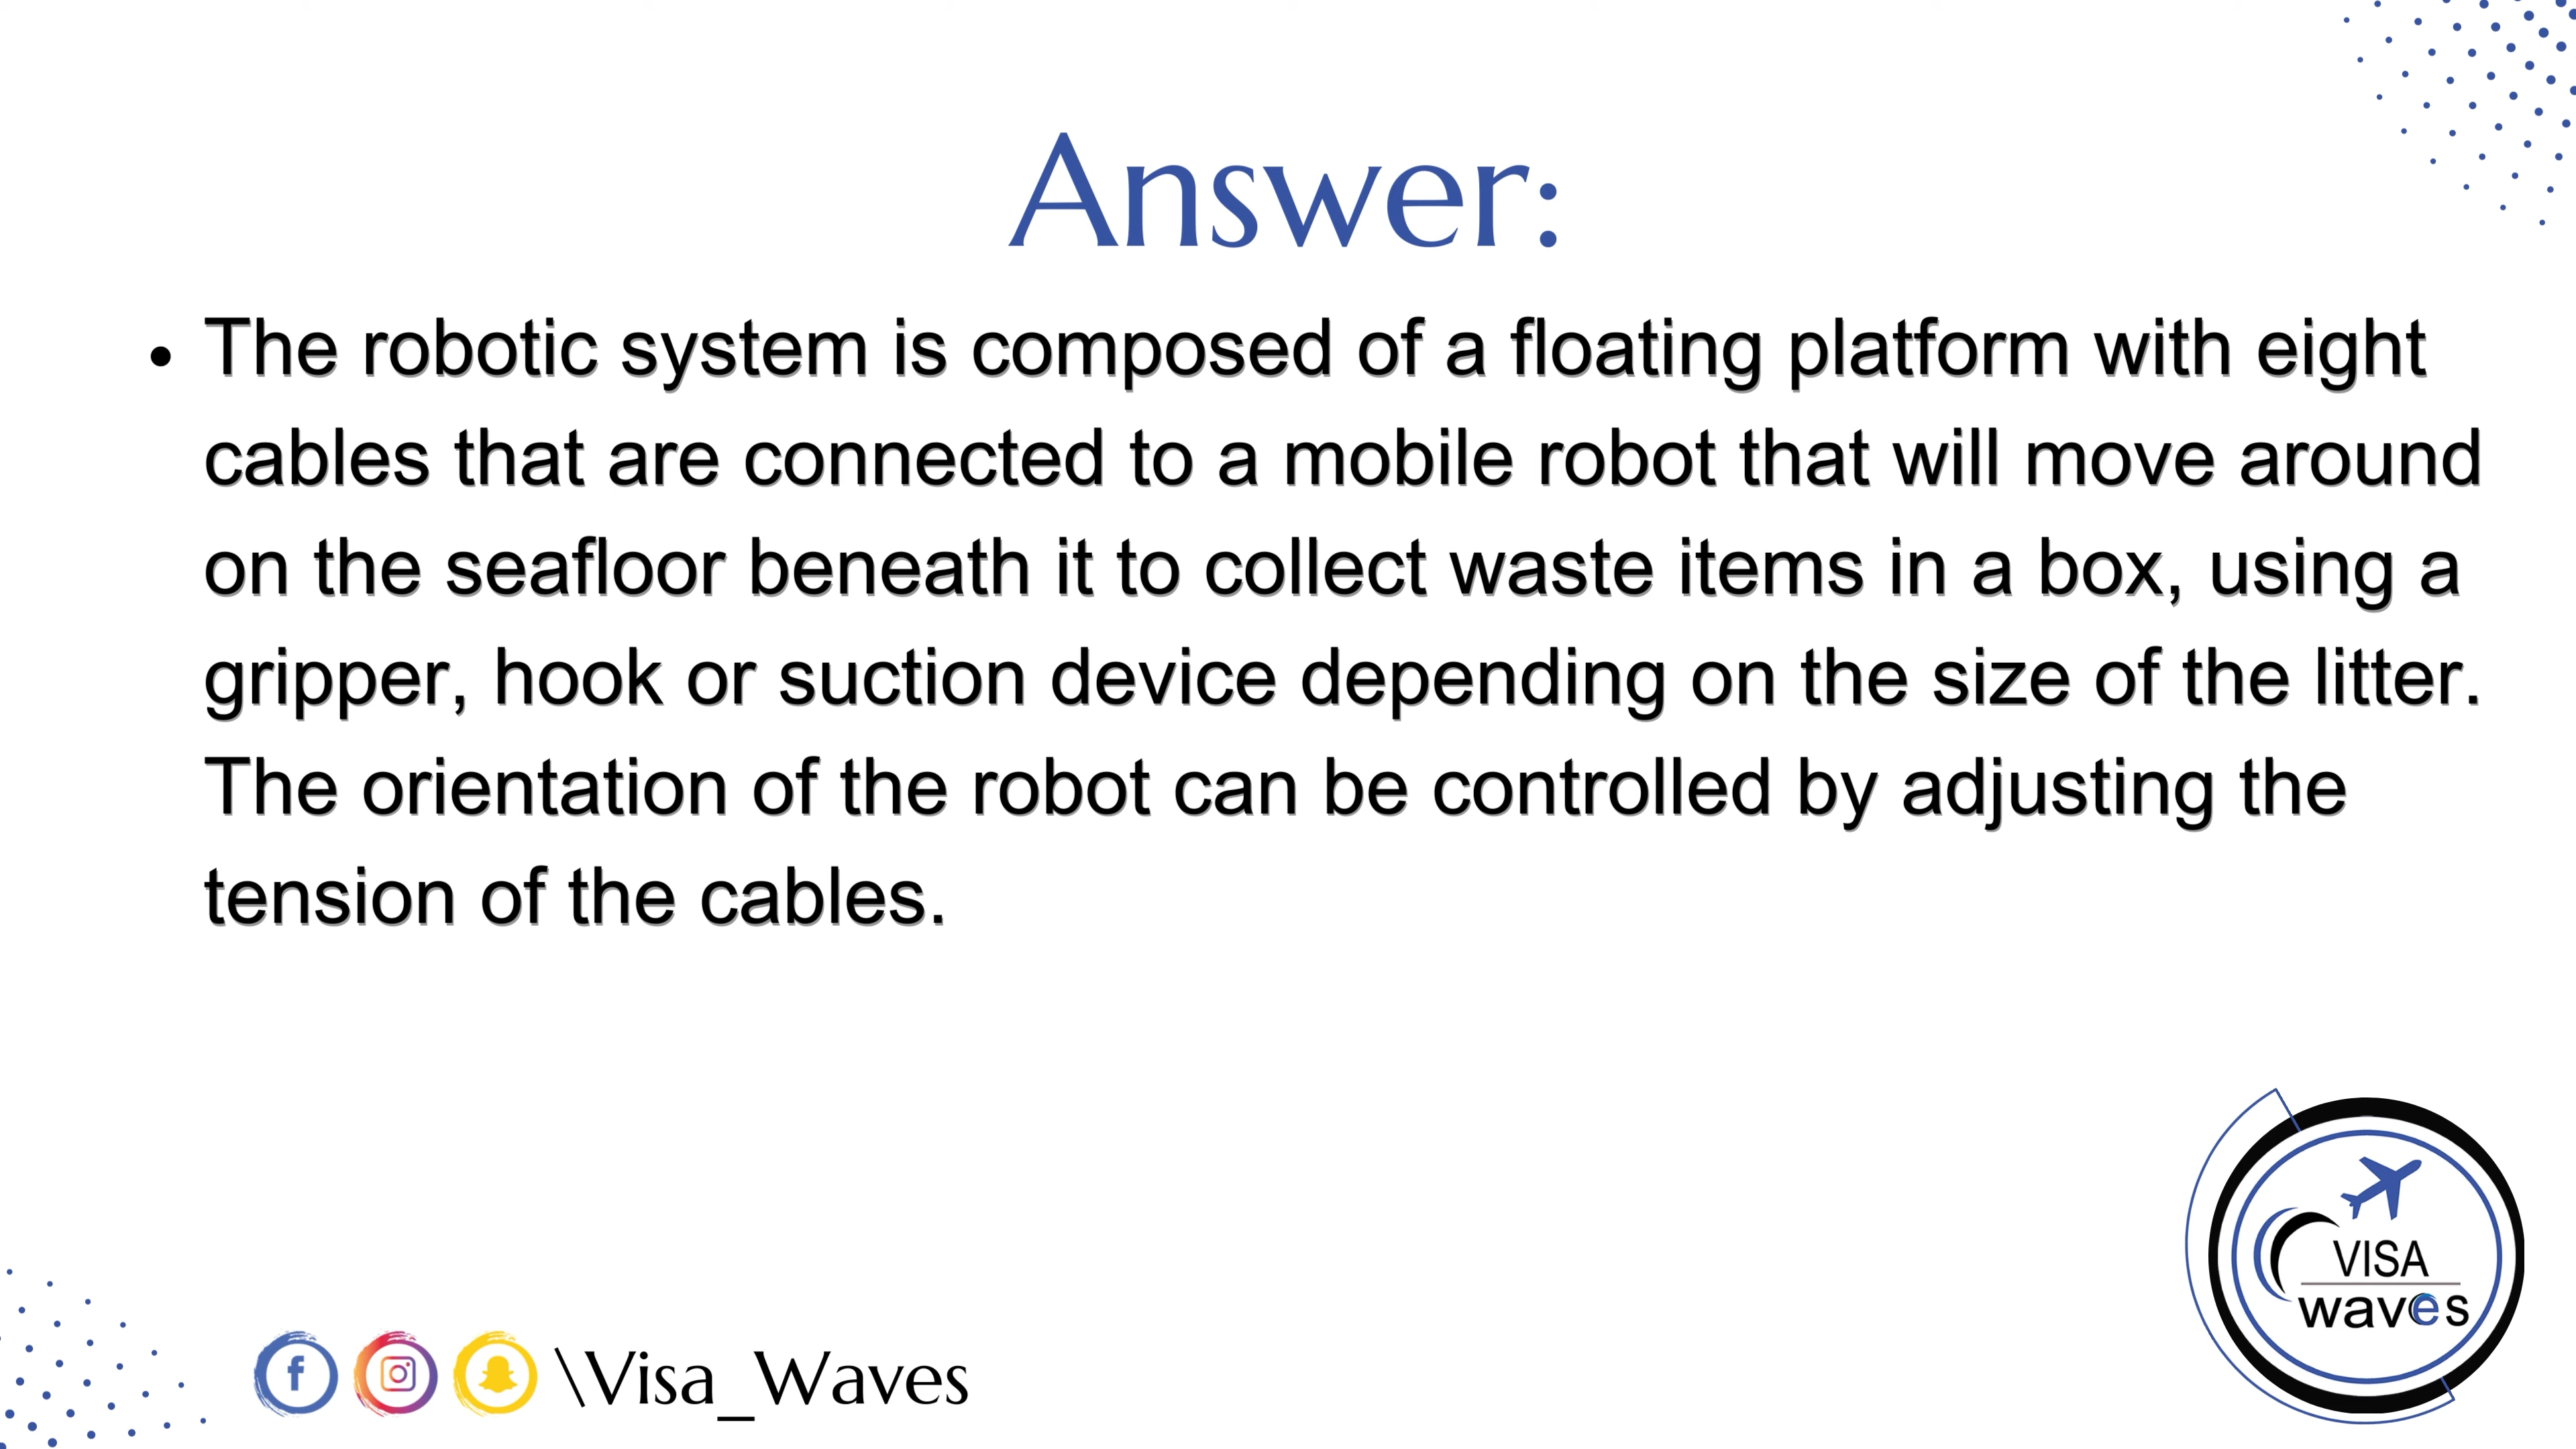 Answer:
• The robotic system is composed of a floating platform with eight
cables that are connected to a mobile robot that will move around
on the seafloor beneath it to collect waste items in a box, using a
gripper, hook or suction device depending on the size of the litter.
The orientation of the robot can be controlled by adjusting the
tension of the cables.
VISA
waves
\Visa_Waves